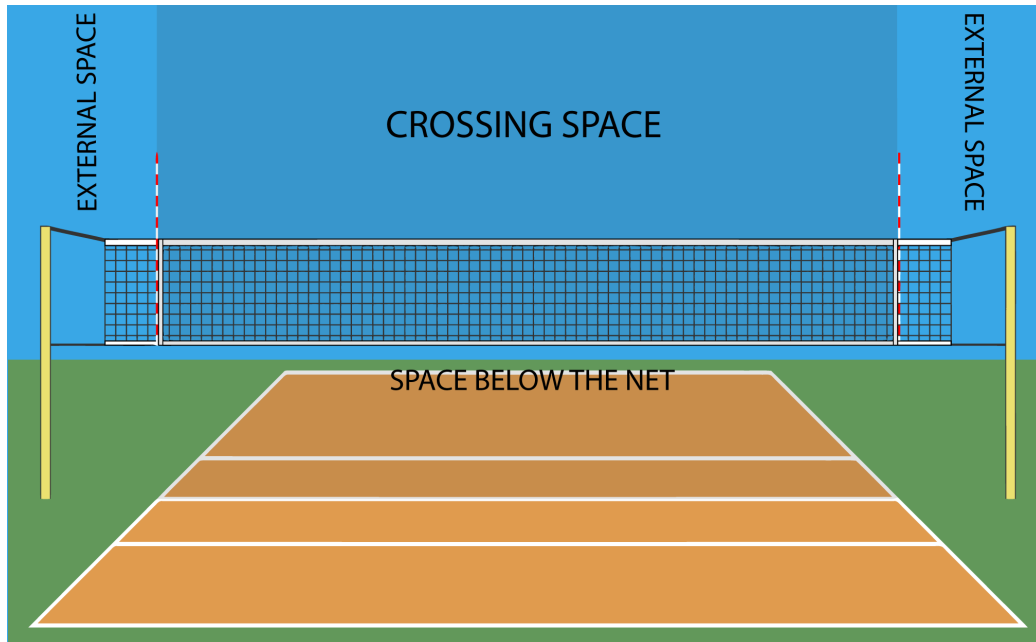 EXTERNAL SPACE
CROSSING SPACE
EXTERNAL SPACE
SPACE BELOW THE NET